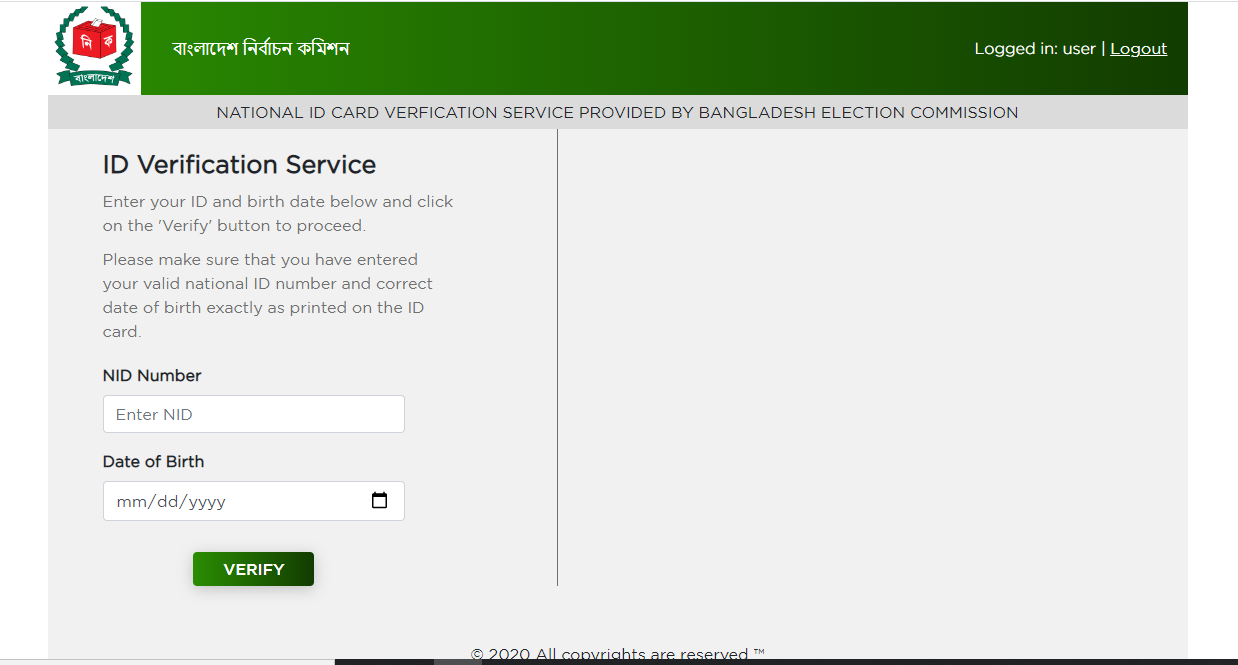 নি ক
বাংলাদেশ
বাংলাদেশ নির্বাচন কমিশন
Logged in: user | Logout
NATIONAL ID CARD VERFICATION SERVICE PROVIDED BY BANGLADESH ELECTION COMMISSION
ID Verification Service
Enter your ID and birth date below and click
on the 'Verify' button to proceed.
Please make sure that you have entered
your valid national ID number and correct
date of birth exactly as printed on the ID
card.
NID Number
Enter NID
Date of Birth
mm/dd/yyyy
VERIFY
© 2020 All copyrights are reserved ™